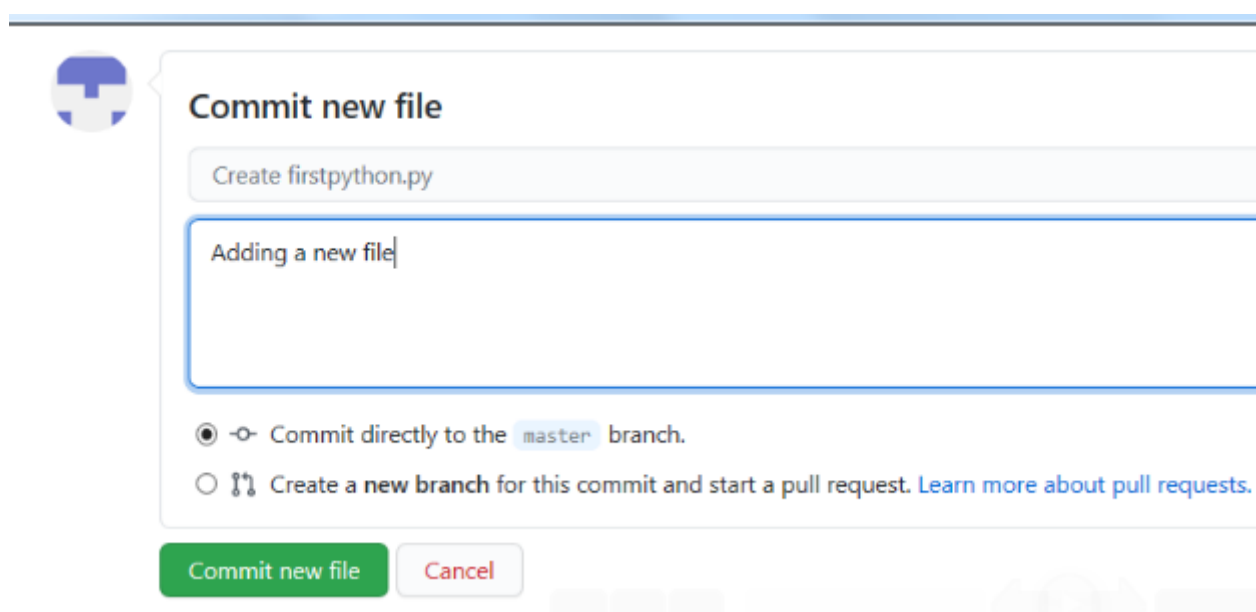 Commit new file
Create firstpython.py
Adding a new file
Commit directly to the master branch.
Create a new branch for this commit and start a pull request. Learn more about pull requests.
Commit new file Cancel